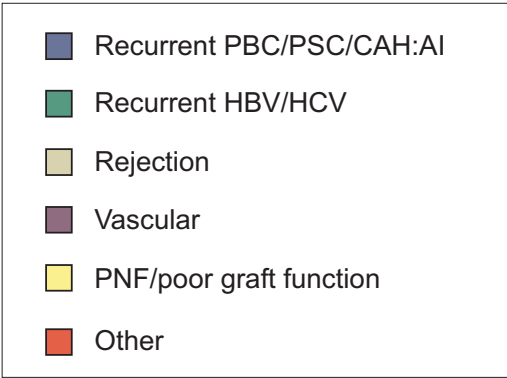 Recurrent PBC/PSC/CAH:AI
Recurrent HBV/HCV
Rejection
Vascular
PNF/poor graft function
Other